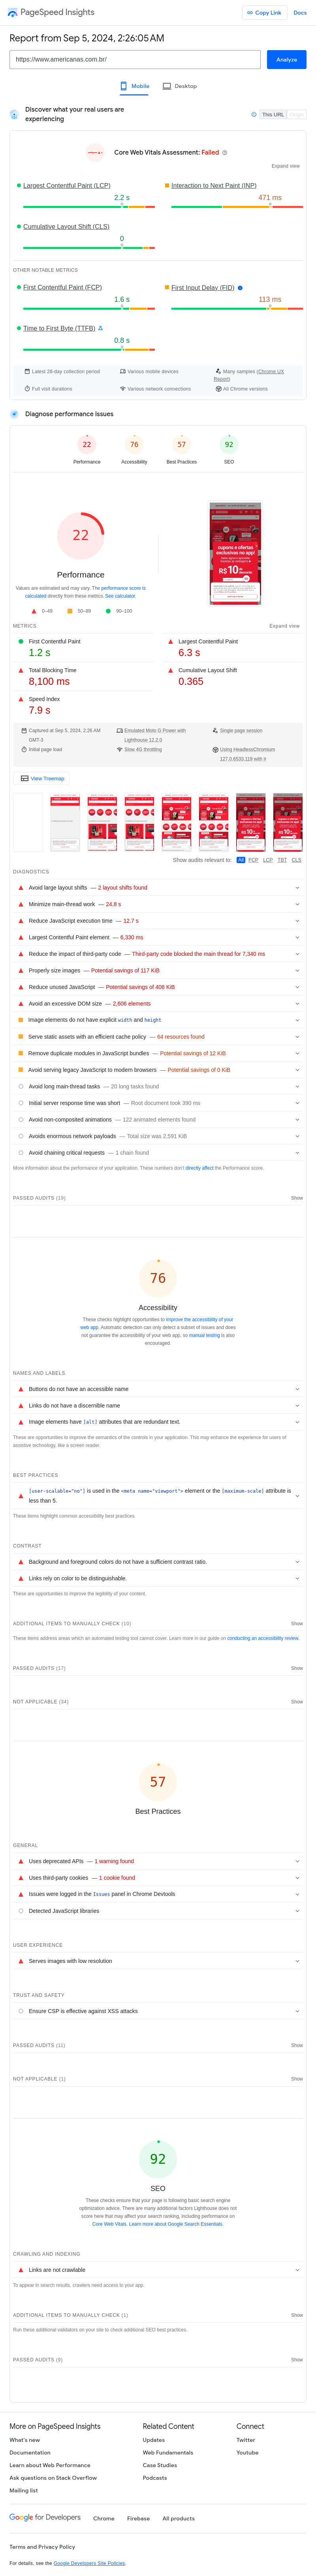 PageSpeed Insights
Copy Link
Docs
Report from Sep 5, 2024, 2:26:05 AM
https://www.americanas.com.br/
Analyze
Mobile
Desktop
Discover what your real users are experiencing
This URL
Core Web Vitals Assessment: Failed
Expand view
Largest Contentful Paint (LCP)
2.2 s
Interaction to Next Paint (INP)
471 ms
Cumulative Layout Shift (CLS)
0
OTHER NOTABLE METRICS
First Contentful Paint (FCP)
1.6 s
First Input Delay (FID)
113 ms
Time to First Byte (TTFB)
0.8 s
Latest 28-day collection period
Various mobile devices
Many samples (Chrome UX Report)
Full visit durations
Various network connections
All Chrome versions
Diagnose performance issues
22
Performance
76
Accessibility
57
Best Practices
92
SEO
22
Performance
Values are estimated and may vary. The performance score is calculated directly from these metrics. See calculator.
0–49
50–89
90–100
cupons e ofertas exclusivas no app!
R$10
METRICS
Expand view
First Contentful Paint
1.2 s
Largest Contentful Paint
6.3 s
Total Blocking Time
8,100 ms
Cumulative Layout Shift
0.365
Speed Index
7.9 s
Captured at Sep 5, 2024, 2:26 AM GMT-3
Emulated Moto G Power with Lighthouse 12.2.0
Single page session
Initial page load
Slow 4G throttling
Using HeadlessChromium 127.0.6533.119 with lr
View Treemap
Show audits relevant to: All FCP LCP TBT CLS
DIAGNOSTICS
Avoid large layout shifts — 2 layout shifts found
Minimize main-thread work — 24.8 s
Reduce JavaScript execution time — 12.7 s
Largest Contentful Paint element — 6,330 ms
Reduce the impact of third-party code — Third-party code blocked the main thread for 7,340 ms
Properly size images — Potential savings of 117 KiB
Reduce unused JavaScript — Potential savings of 408 KiB
Avoid an excessive DOM size — 2,606 elements
Image elements do not have explicit width and height
Serve static assets with an efficient cache policy — 64 resources found
Remove duplicate modules in JavaScript bundles — Potential savings of 12 KiB
Avoid serving legacy JavaScript to modern browsers — Potential savings of 0 KiB
Avoid long main-thread tasks — 20 long tasks found
Initial server response time was short — Root document took 390 ms
Avoid non-composited animations — 122 animated elements found
Avoids enormous network payloads — Total size was 2,591 KiB
Avoid chaining critical requests — 1 chain found
More information about the performance of your application. These numbers don't directly affect the Performance score.
PASSED AUDITS (19)
Show
76
Accessibility
These checks highlight opportunities to improve the accessibility of your web app. Automatic detection can only detect a subset of issues and does not guarantee the accessibility of your web app, so manual testing is also encouraged.
NAMES AND LABELS
Buttons do not have an accessible name
Links do not have a discernible name
Image elements have [alt] attributes that are redundant text.
These are opportunities to improve the semantics of the controls in your application. This may enhance the experience for users of assistive technology, like a screen reader.
BEST PRACTICES
[user-scalable="no"] is used in the <meta name="viewport"> element or the [maximum-scale] attribute is less than 5.
These items highlight common accessibility best practices.
CONTRAST
Background and foreground colors do not have a sufficient contrast ratio.
Links rely on color to be distinguishable.
These are opportunities to improve the legibility of your content.
ADDITIONAL ITEMS TO MANUALLY CHECK (10)
Show
These items address areas which an automated testing tool cannot cover. Learn more in our guide on conducting an accessibility review.
PASSED AUDITS (17)
Show
NOT APPLICABLE (34)
Show
57
Best Practices
GENERAL
Uses deprecated APIs — 1 warning found
Uses third-party cookies — 1 cookie found
Issues were logged in the Issues panel in Chrome Devtools
Detected JavaScript libraries
USER EXPERIENCE
Serves images with low resolution
TRUST AND SAFETY
Ensure CSP is effective against XSS attacks
PASSED AUDITS (11)
Show
NOT APPLICABLE (1)
Show
92
SEO
These checks ensure that your page is following basic search engine optimization advice. There are many additional factors Lighthouse does not score here that may affect your search ranking, including performance on Core Web Vitals. Learn more about Google Search Essentials.
CRAWLING AND INDEXING
Links are not crawlable
To appear in search results, crawlers need access to your app.
ADDITIONAL ITEMS TO MANUALLY CHECK (1)
Show
Run these additional validators on your site to check additional SEO best practices.
PASSED AUDITS (9)
Show
More on PageSpeed Insights
What's new
Documentation
Learn about Web Performance
Ask questions on Stack Overflow
Mailing list
Related Content
Updates
Web Fundamentals
Case Studies
Podcasts
Connect
Twitter
Youtube
Google for Developers
Chrome
Firebase
All products
Terms and Privacy Policy
For details, see the Google Developers Site Policies.